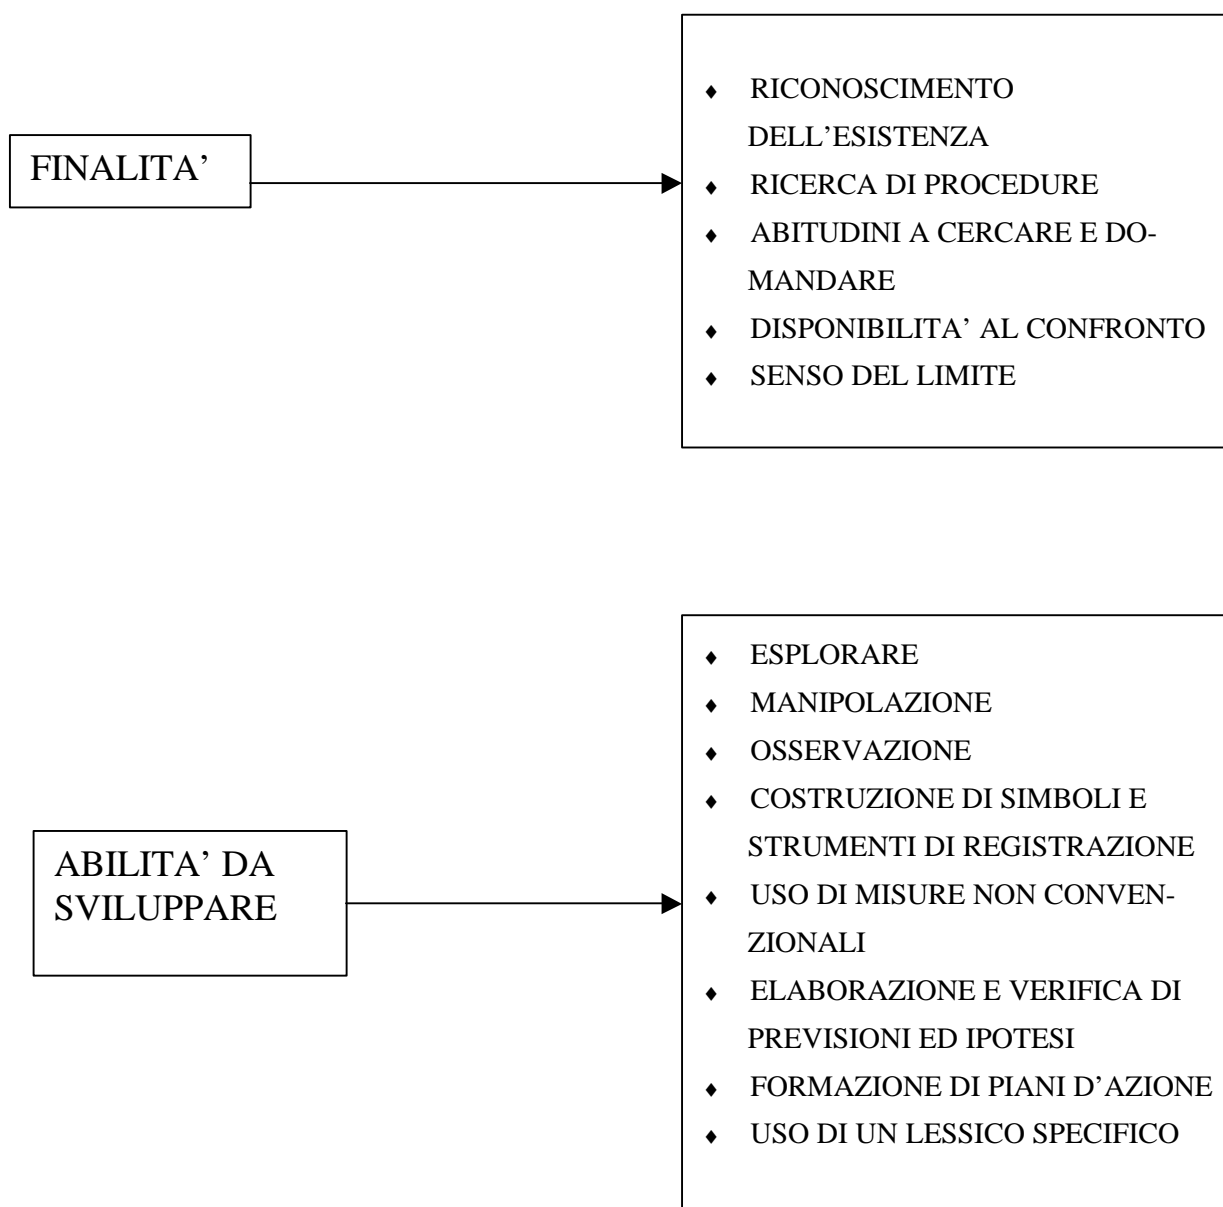 FINALITA’
♦ RICONOSCIMENTO
DELL’ESISTENZA
♦ RICERCA DI PROCEDURE
♦ ABITUDINI A CERCARE E DO-
MANDARE
♦ DISPONIBILITA’ AL CONFRONTO
♦ SENSO DEL LIMITE
ABILITA’ DA
SVILUPPARE
♦ ESPLORARE
♦ MANIPOLAZIONE
♦ OSSERVAZIONE
♦ COSTRUZIONE DI SIMBOLI E
STRUMENTI DI REGISTRAZIONE
♦ USO DI MISURE NON CONVEN-
ZIONALI
♦ ELABORAZIONE E VERIFICA DI
PREVISIONI ED IPOTESI
♦ FORMAZIONE DI PIANI D’AZIONE
♦ USO DI UN LESSICO SPECIFICO